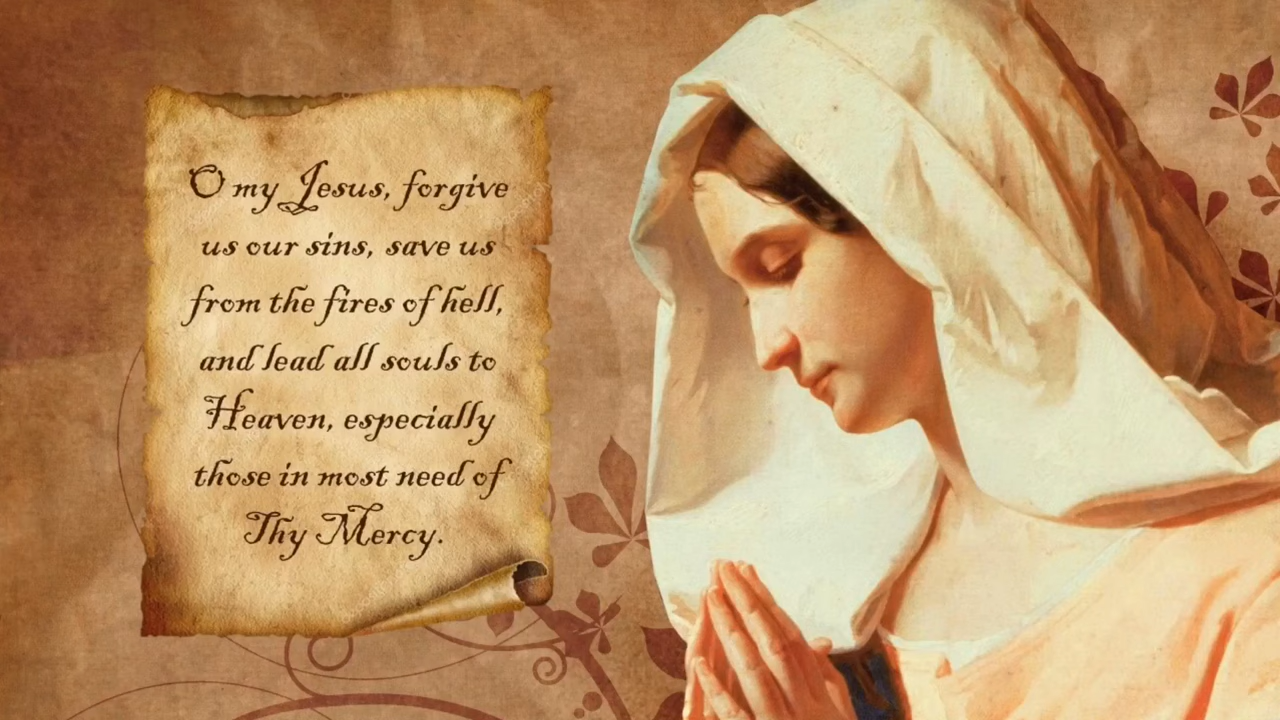 O my Jesus, forgive
us our sins, save us
from the fires of hell,
and lead all souls to
Heaven, especially
those in most need of
Thy Mercy.